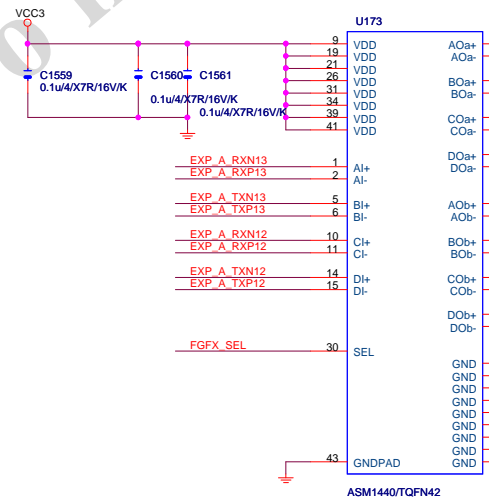 VCC3
U173
C1559
0.1u/4/X7R/16V/K
C1560
C1561
0.1u/4/X7R/16V/K
0.1u/4/X7R/16V/K
9 VDD AOa+
19 VDD AOa-
21 VDD
26 VDD BOa+
31 VDD BOa-
34 VDD
39 VDD COa+
41 VDD COa-
DOa+
EXP_A_RXN13 1 AI+ DOa-
EXP_A_RXP13 2 AI-
EXP_A_TXN13 5 BI+ AOb+
EXP_A_TXP13 6 BI- AOb-
EXP_A_RXN12 10 CI+ BOb+
EXP_A_RXP12 11 CI- BOb-
EXP_A_TXN12 14 DI+ COb+
EXP_A_TXP12 15 DI- COb-
DOb+
DOb-
FGFX_SEL 30 SEL
GND
GND
GND
GND
GND
GND
GND
GND
43 GNDPAD GND
ASM1440/TQFN42